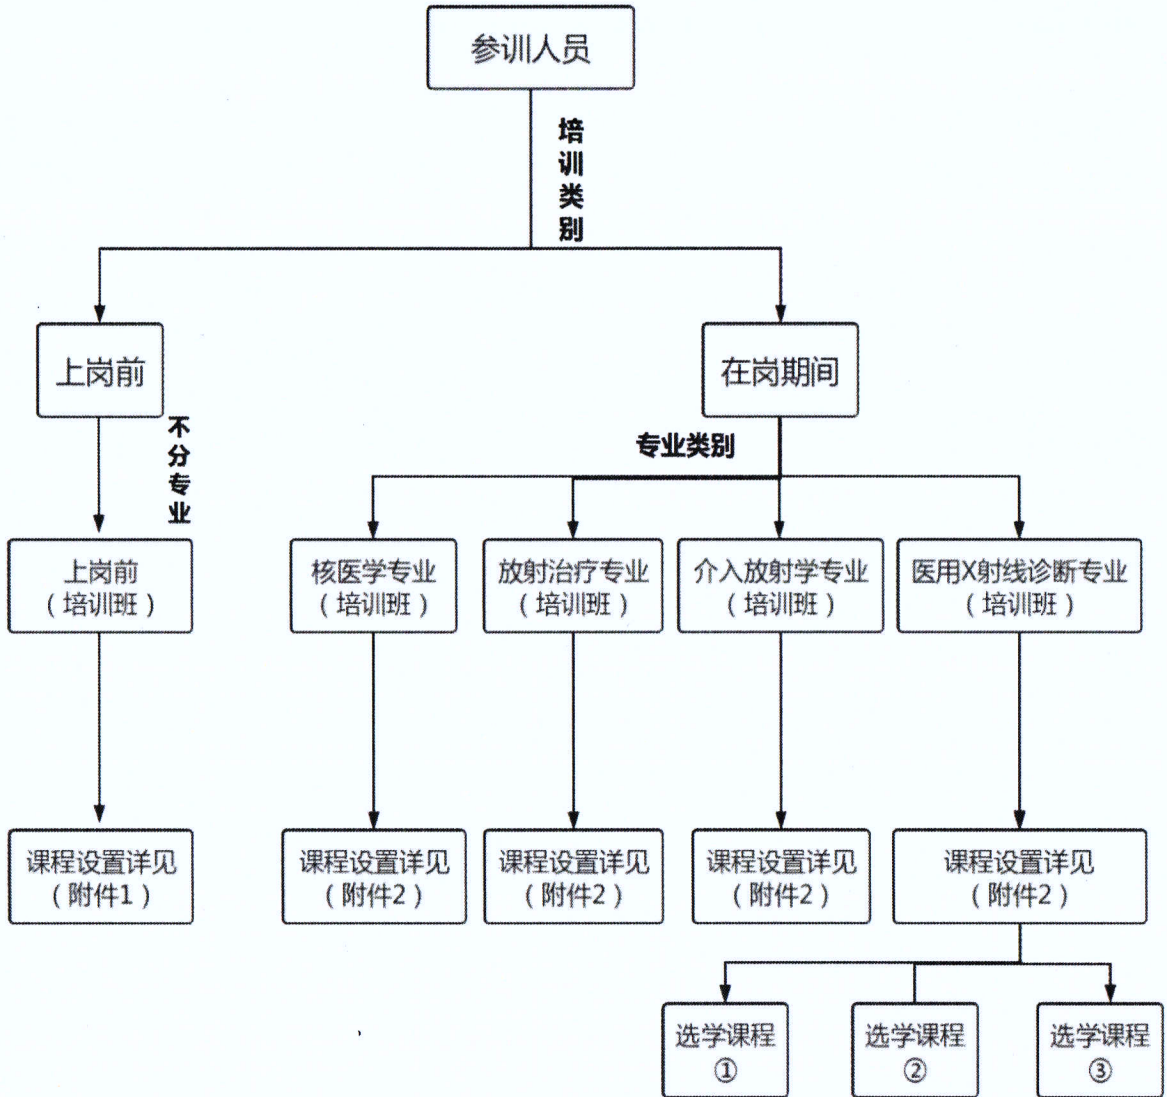 参训人员
培训类别
上岗前
在岗期间
不分专业
专业类别
上岗前
（培训班）
核医学专业
（培训班）
放射治疗专业
（培训班）
介入放射学专业
（培训班）
医用X射线诊断专业
（培训班）
课程设置详见
（附件1）
课程设置详见
（附件2）
课程设置详见
（附件2）
课程设置详见
（附件2）
课程设置详见
（附件2）
选学课程
①
选学课程
②
选学课程
③